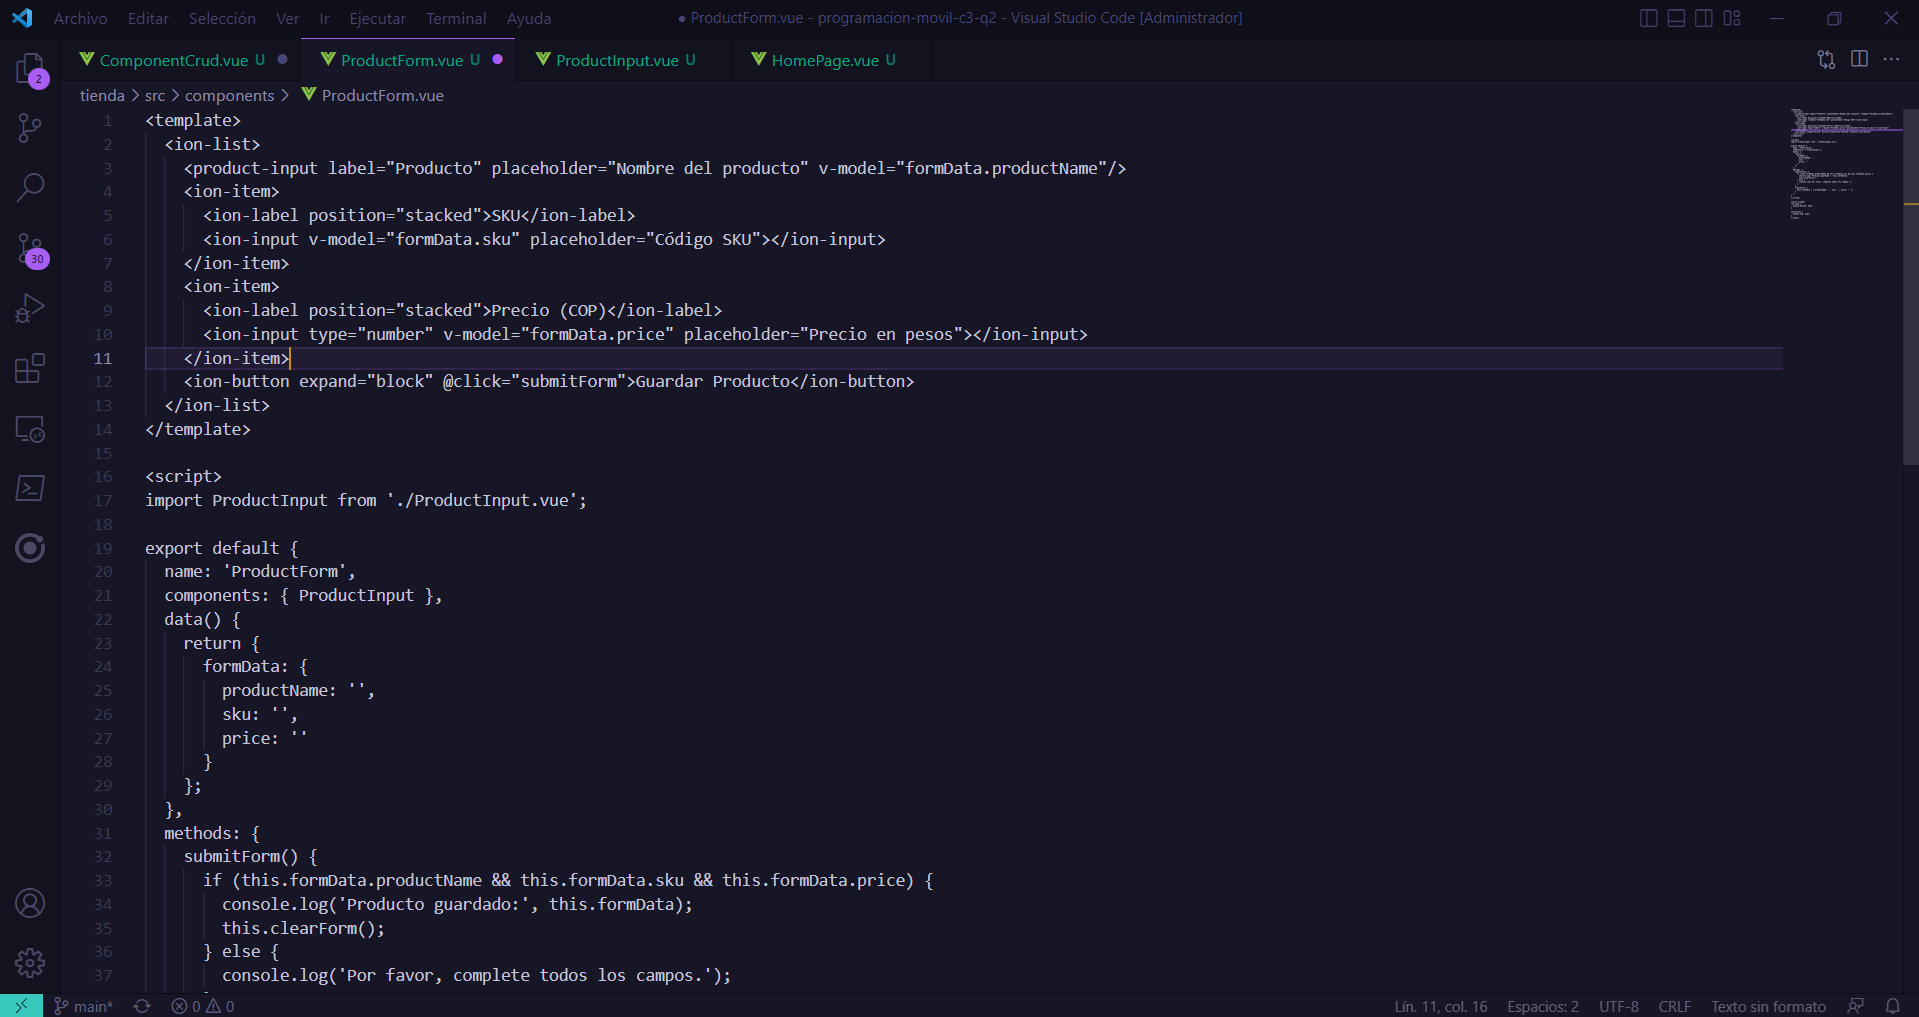 Archivo Editar Selección Ver Ir Ejecutar Terminal Ayuda
● ProductForm.vue - programacion-movil-c3-q2 - Visual Studio Code [Administrador]
ComponentCrud.vue U ProductForm.vue U ProductInput.vue U HomePage.vue U
tienda > src > components > ProductForm.vue
1 <template>
2 <ion-list>
3 <product-input label="Producto" placeholder="Nombre del producto" v-model="formData.productName"/>
4 <ion-item>
5 <ion-label position="stacked">SKU</ion-label>
6 <ion-input v-model="formData.sku" placeholder="Código SKU"></ion-input>
7 </ion-item>
8 <ion-item>
9 <ion-label position="stacked">Precio (COP)</ion-label>
10 <ion-input type="number" v-model="formData.price" placeholder="Precio en pesos"></ion-input>
11 </ion-item>
12 <ion-button expand="block" @click="submitForm">Guardar Producto</ion-button>
13 </ion-list>
14 </template>
15
16 <script>
17 import ProductInput from './ProductInput.vue';
18
19 export default {
20 name: 'ProductForm',
21 components: { ProductInput },
22 data() {
23 return {
24 formData: {
25 productName: '',
26 sku: '',
27 price: ''
28 }
29 };
30 },
31 methods: {
32 submitForm() {
33 if (this.formData.productName && this.formData.sku && this.formData.price) {
34 console.log('Producto guardado:', this.formData);
35 this.clearForm();
36 } else {
37 console.log('Por favor, complete todos los campos.');
2
30
main* 0 0 Lín. 11, col. 16 Espacios: 2 UTF-8 CRLF Texto sin formato